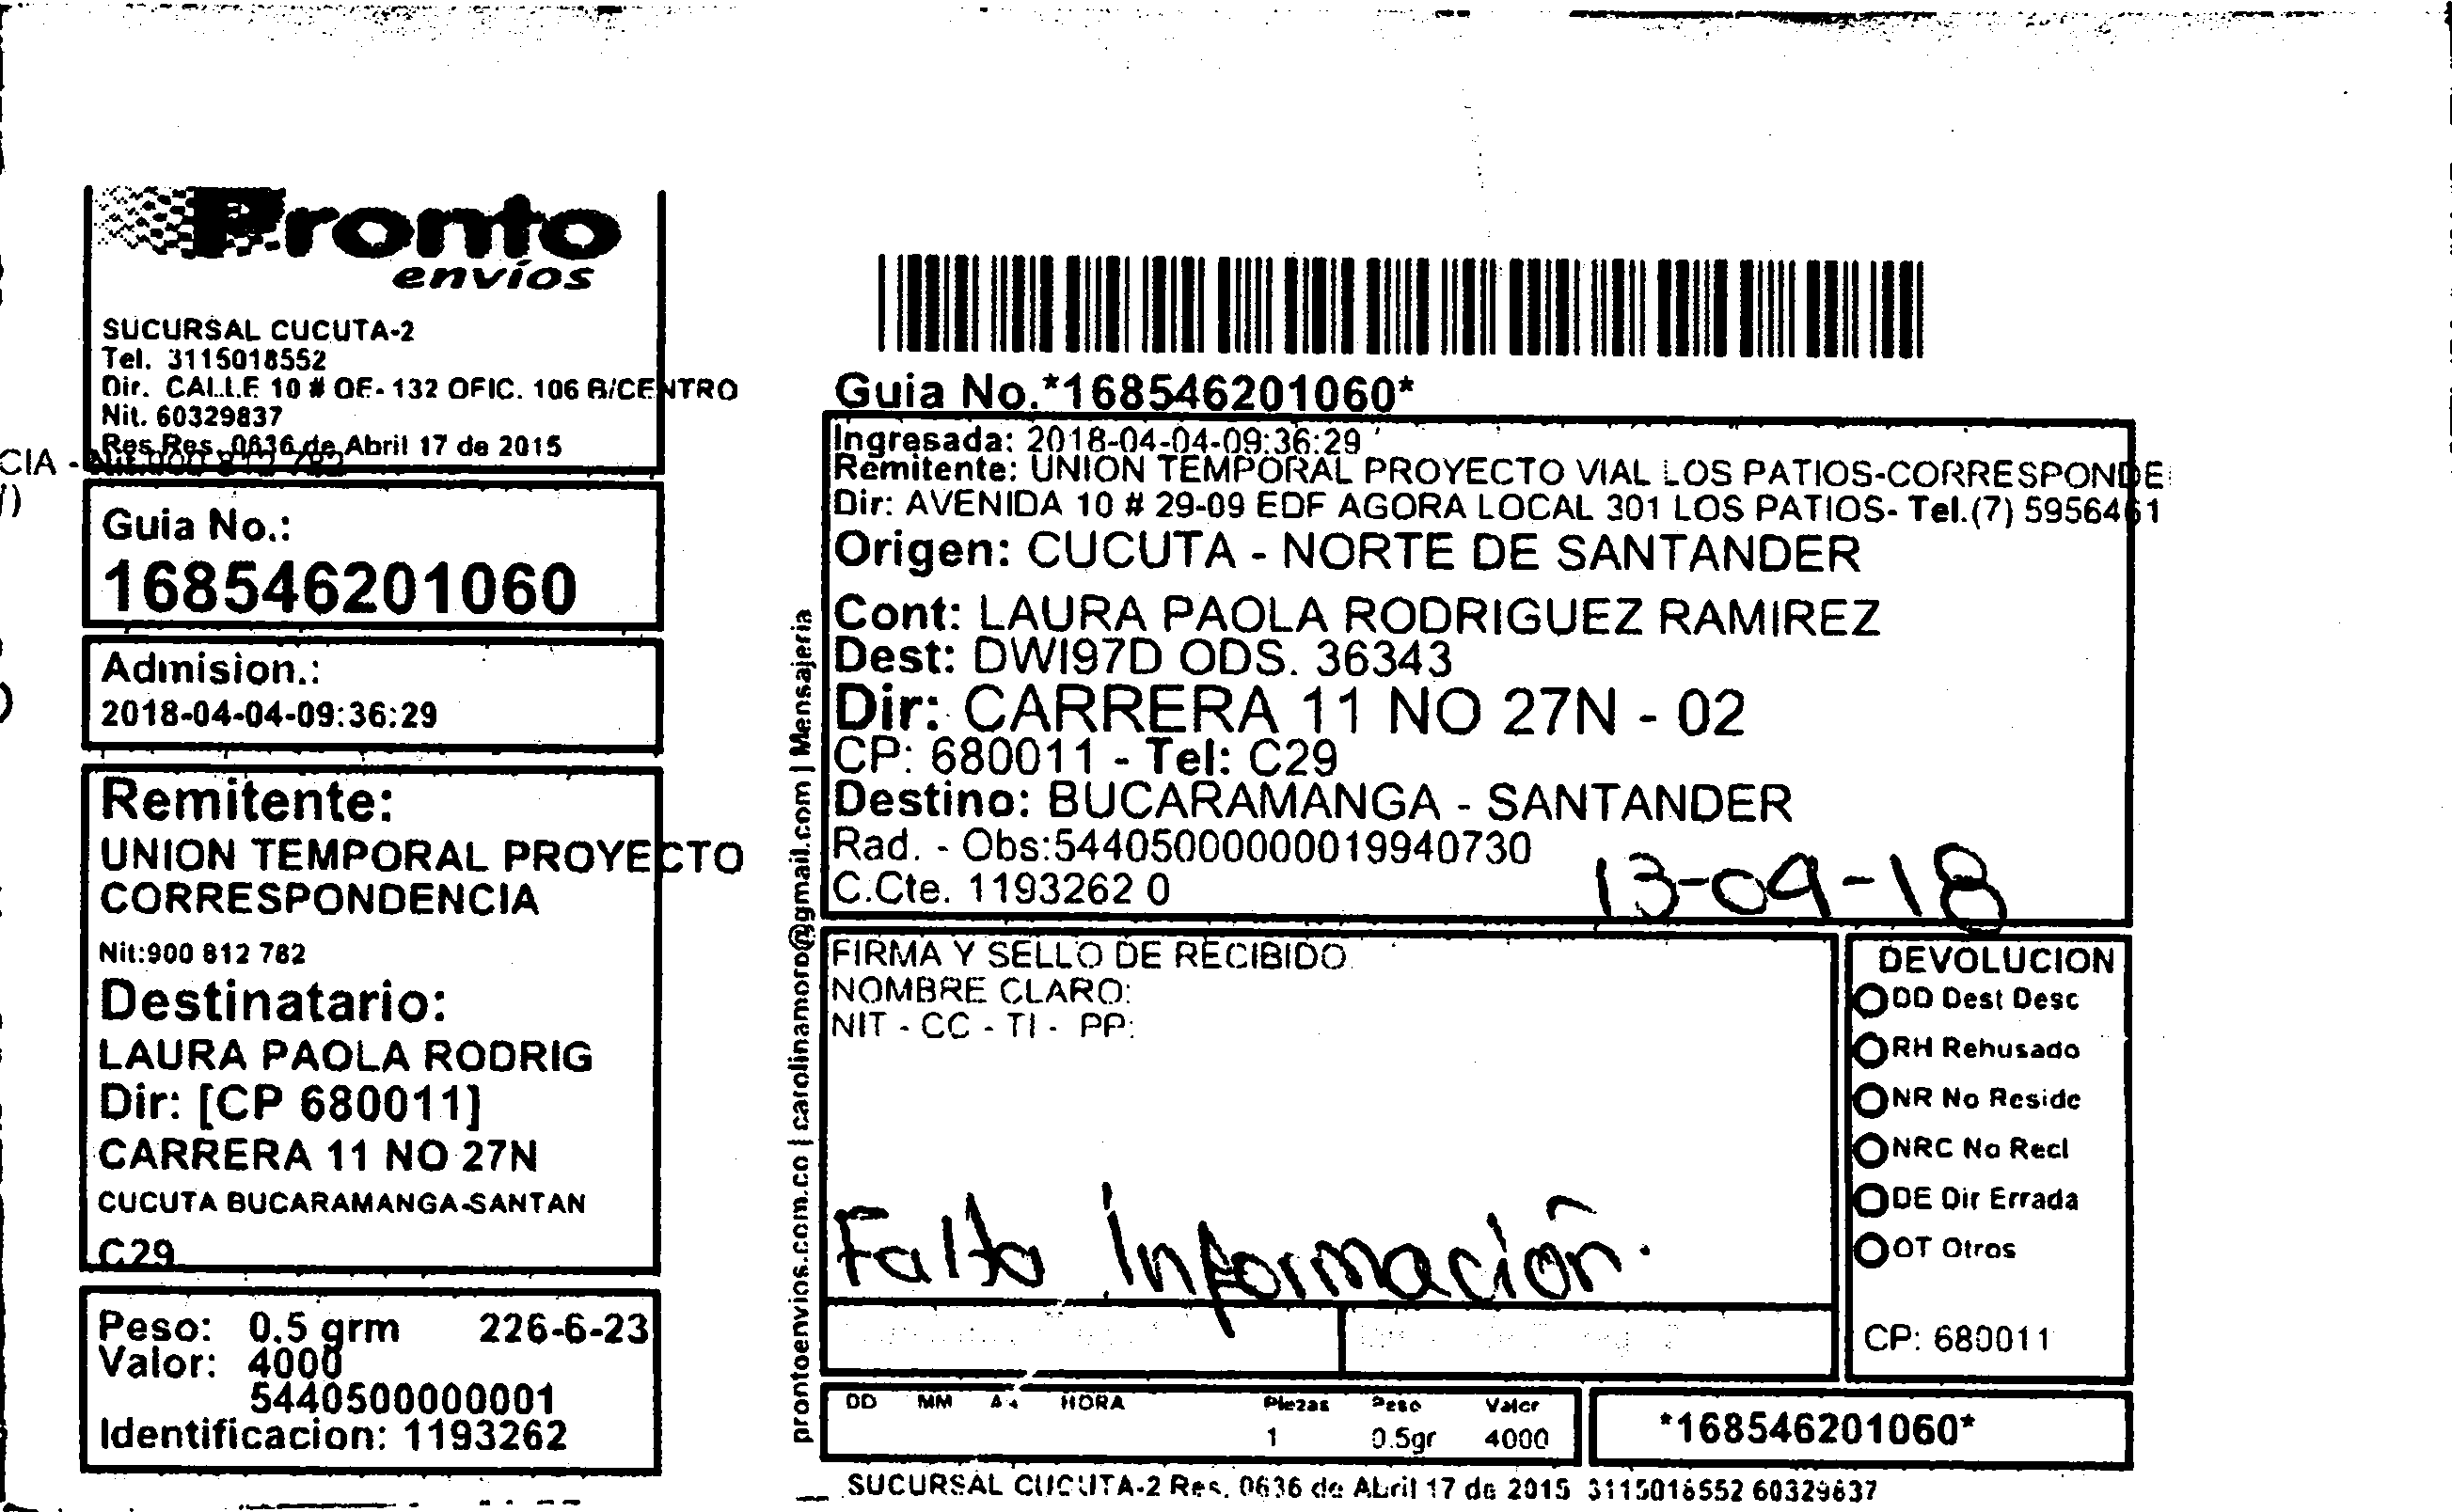 Pronto
envíos
SUCURSAL CUCUTA-2
Tel. 3115018552
Dir. CALLE 10 # OE- 132 OFIC. 106 B/CENTRO
Nit. 60329837
Res Res. 0636 de Abril 17 de 2015
CIA - Nit.900 812 782
Guia No.:
168546201060
Admision.:
2018-04-04-09:36:29
Remitente:
UNION TEMPORAL PROYECTO
CORRESPONDENCIA
Nit:900 812 782
Destinatario:
LAURA PAOLA RODRIG
Dir: [CP 680011]
CARRERA 11 NO 27N
CUCUTA BUCARAMANGA-SANTAN
C29
Peso: 0.5 grm 226-6-23
Valor: 4000
5440500000001
Identificacion: 1193262
prontoenvios.com.co | carolinamoro@gmail.com | Mensajeria
Guia No.*168546201060*
Ingresada: 2018-04-04-09:36:29
Remitente: UNION TEMPORAL PROYECTO VIAL LOS PATIOS-CORRESPONDE
Dir: AVENIDA 10 # 29-09 EDF AGORA LOCAL 301 LOS PATIOS- Tel.(7) 5956461
Origen: CUCUTA - NORTE DE SANTANDER
Cont: LAURA PAOLA RODRIGUEZ RAMIREZ
Dest: DWI97D ODS. 36343
Dir: CARRERA 11 NO 27N - 02
CP: 680011 - Tel: C29
Destino: BUCARAMANGA - SANTANDER
Rad. - Obs:544050000000019940730
C.Cte. 1193262 0
13-09-18
FIRMA Y SELLO DE RECIBIDO
NOMBRE CLARO:
NIT - CC - TI - PP:
Falta información.
DEVOLUCION
DD Dest Desc
RH Rehusado
NR No Reside
NRC No Recl
DE Dir Errada
OT Otros
CP: 680011
DD MM HORA Piezas Peso Valor
1 0.5gr 4000
*168546201060*
SUCURSAL CUCUTA-2 Res. 0636 de Abril 17 de 2015 3115018552 60329837